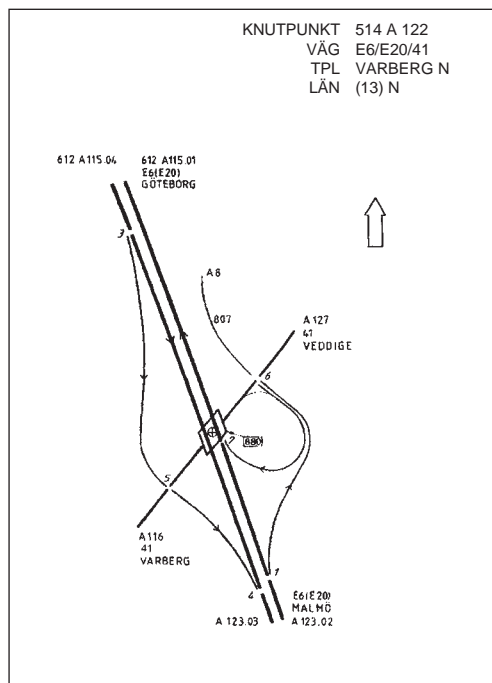 KNUTPUNKT 514 A 122
VÄG E6/E20/41
TPL VARBERG N
LÄN (13) N
612 A115.04 612 A115.01
E6(E20)
GÖTEBORG
3
A8
807
A 127
41
VEDDIGE
6
2
680
5
A116
41
VARBERG
1
4
E6(E20)
MALMÖ
A 123.03 A 123.02